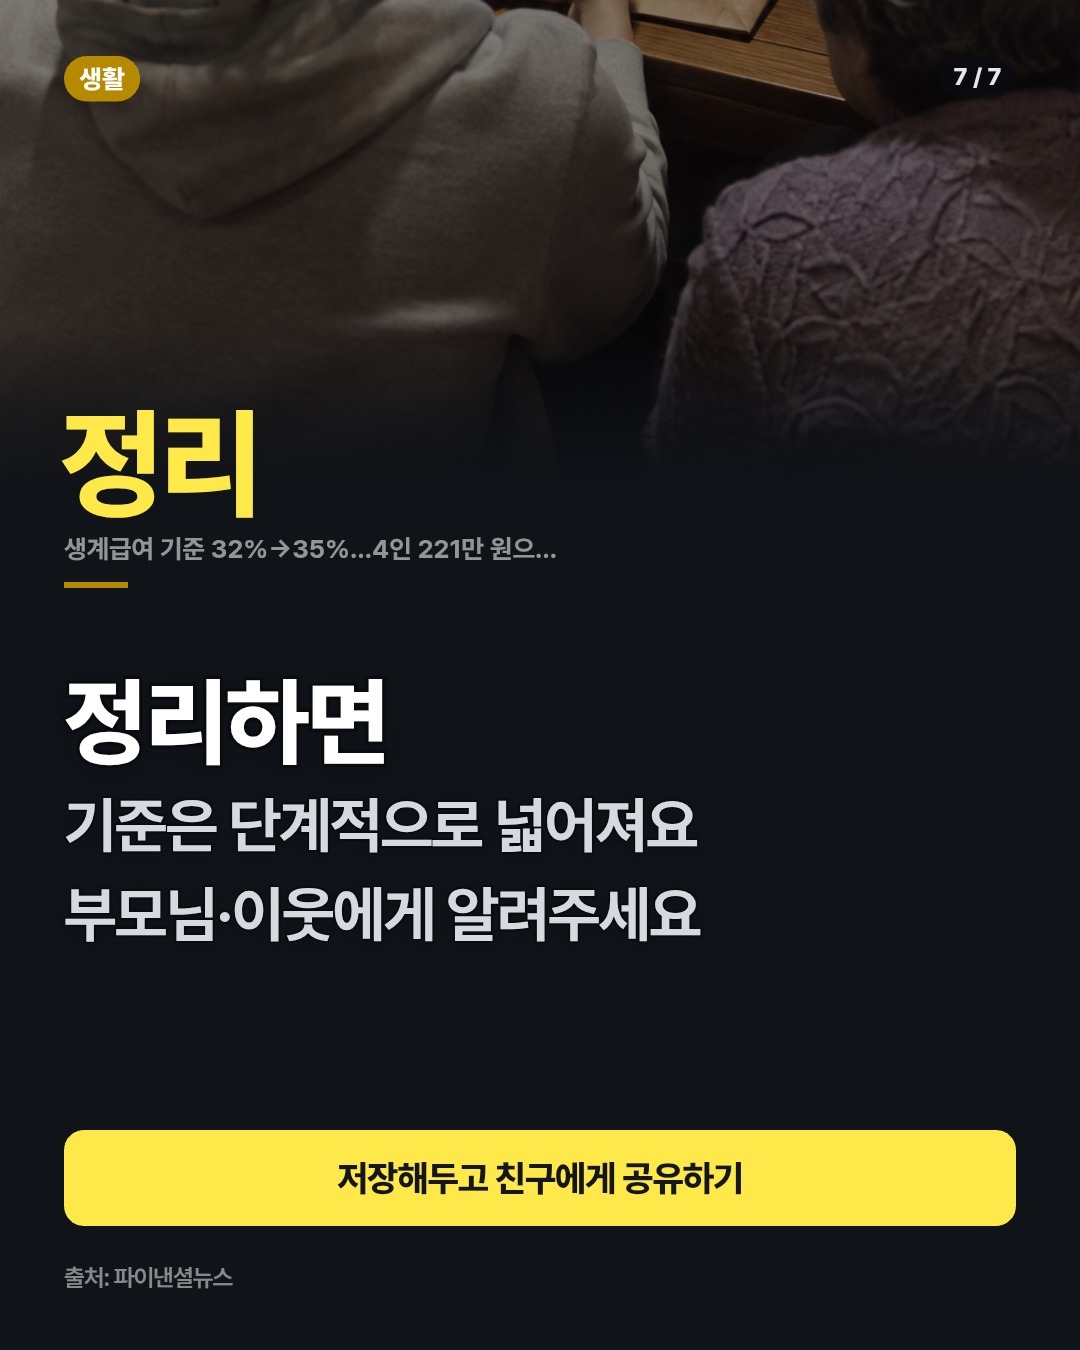 생활
7 / 7
정리
생계급여 기준 32%→35%...4인 221만 원으...
정리하면
기준은 단계적으로 넓어져요
부모님·이웃에게 알려주세요
저장해두고 친구에게 공유하기
출처: 파이낸셜뉴스